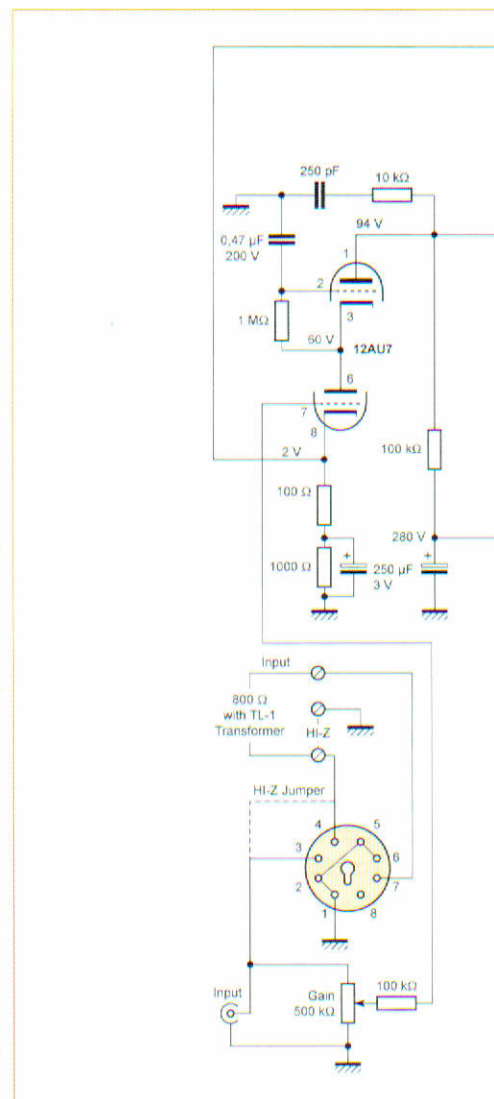 250 pF
10 kΩ
94 V
0,47 µF
200 V
1
2
3
1 MΩ
60 V
12AU7
6
7
8
2 V
100 kΩ
100 Ω
280 V
1000 Ω
+
250 µF
3 V
+
Input
800 Ω
with TL-1
Transformer
HI-Z
HI-Z Jumper
4
5
3
6
2
7
1
8
Input
Gain
500 kΩ
100 kΩ